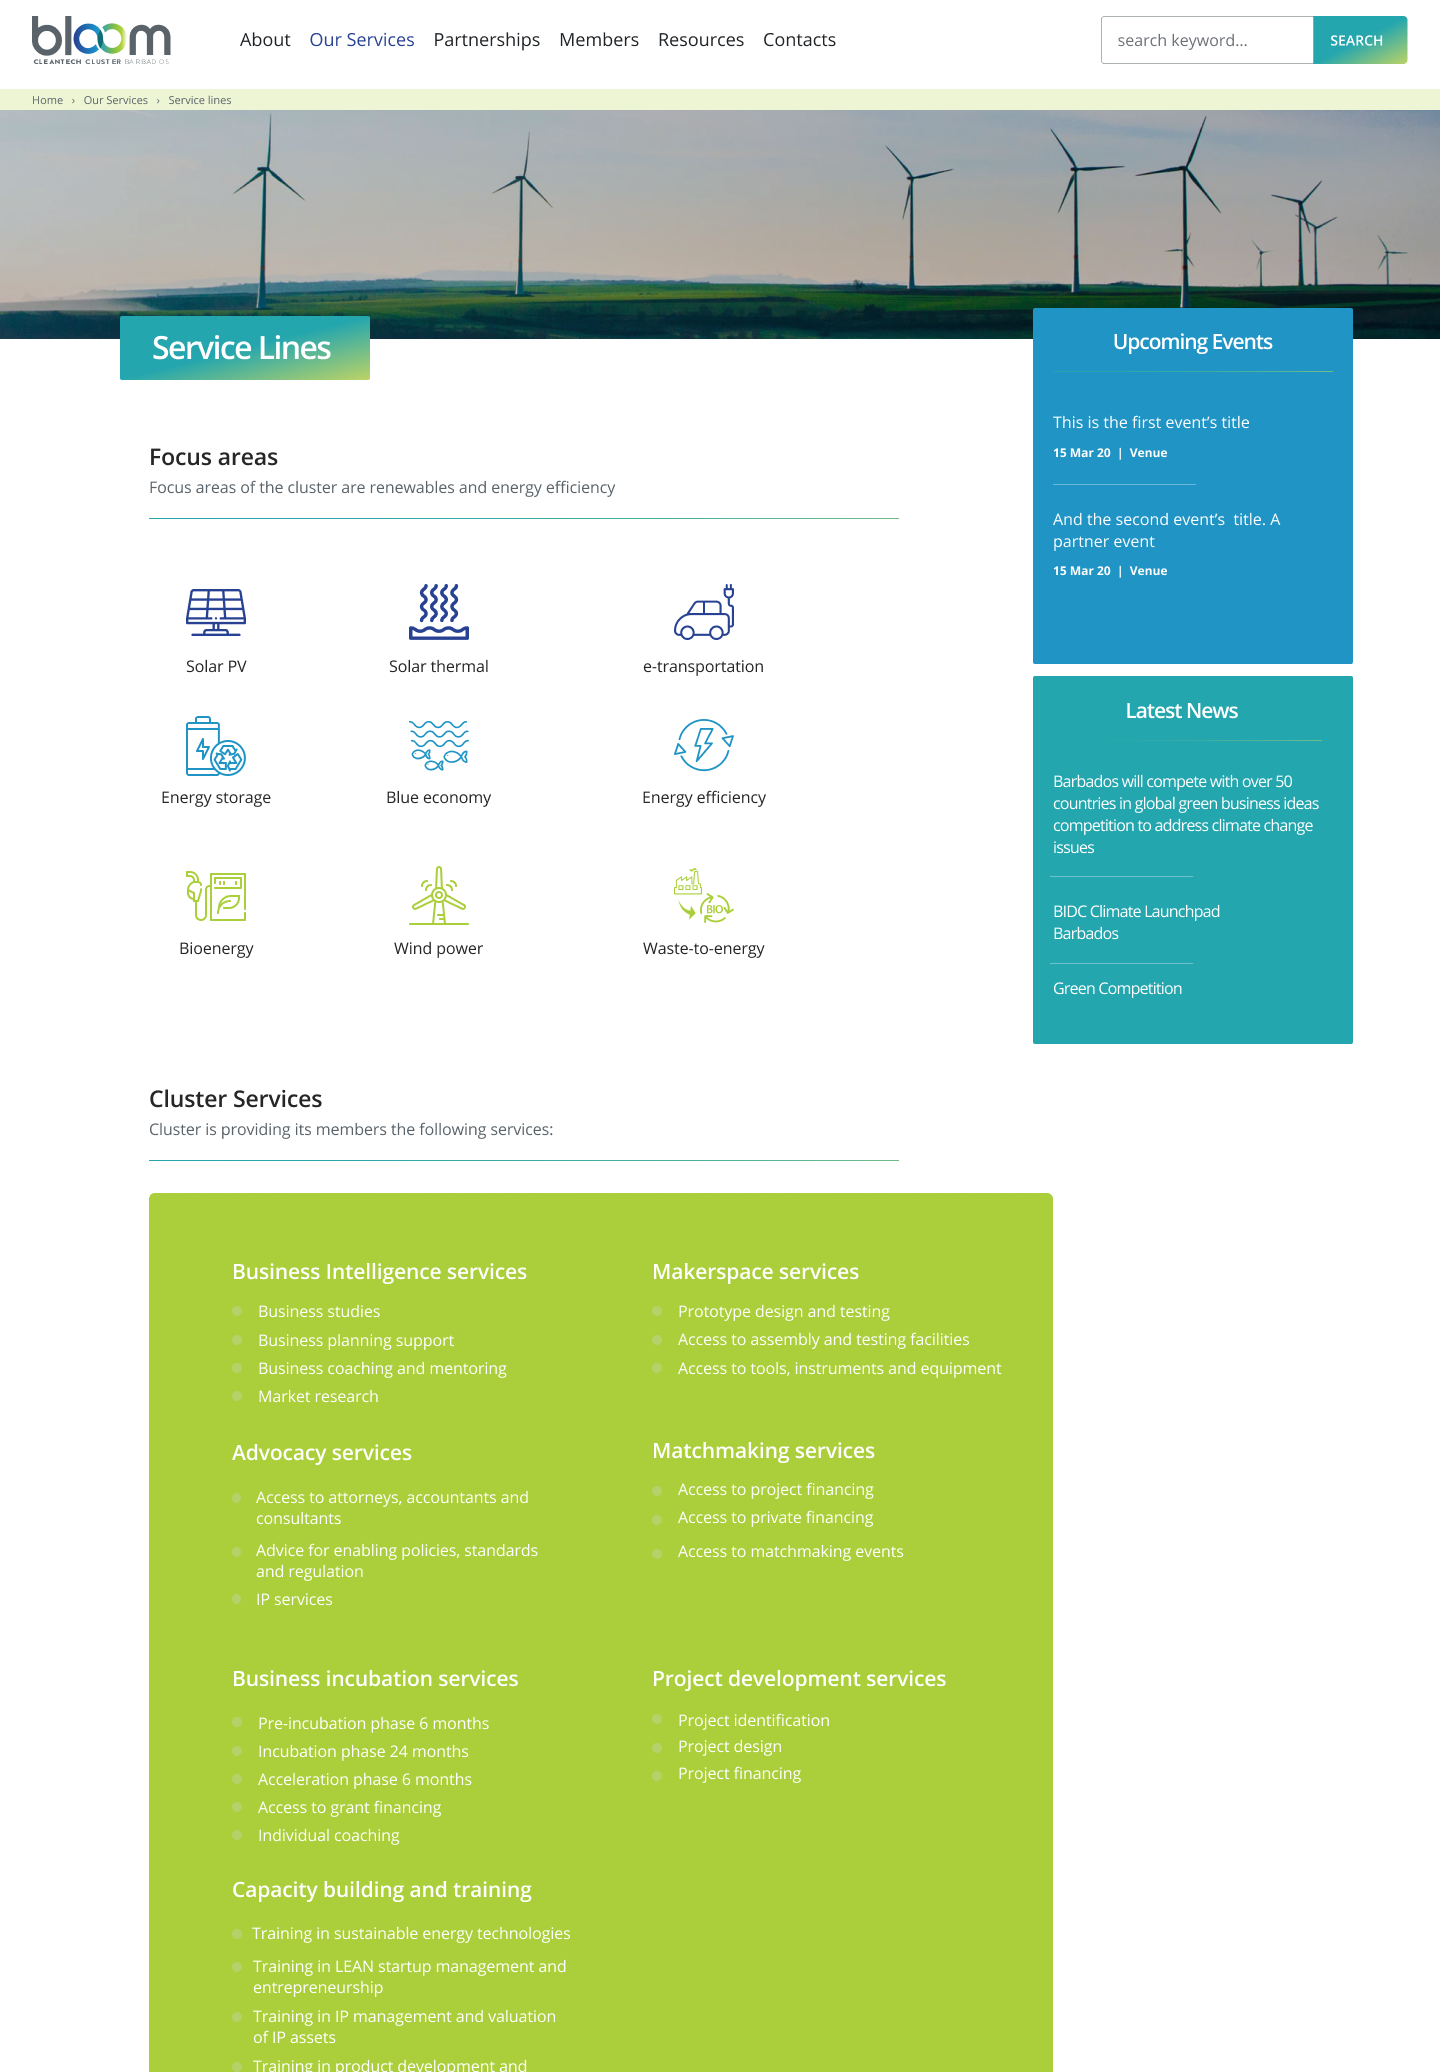 bloom
CLEANTECH CLUSTER BARBADOS
About Our Services Partnerships Members Resources Contacts
search keyword...
SEARCH
Home › Our Services › Service lines
Service Lines
Focus areas
Focus areas of the cluster are renewables and energy efficiency
Solar PV
Solar thermal
e-transportation
Energy storage
Blue economy
Energy efficiency
BIO
Bioenergy
Wind power
Waste-to-energy
Upcoming Events
This is the first event’s title
15 Mar 20 | Venue
And the second event’s title. A
partner event
15 Mar 20 | Venue
Latest News
Barbados will compete with over 50
countries in global green business ideas
competition to address climate change
issues
BIDC Climate Launchpad
Barbados
Green Competition
Cluster Services
Cluster is providing its members the following services:
Business Intelligence services
Business studies
Business planning support
Business coaching and mentoring
Market research
Makerspace services
Prototype design and testing
Access to assembly and testing facilities
Access to tools, instruments and equipment
Advocacy services
Access to attorneys, accountants and
consultants
Advice for enabling policies, standards
and regulation
IP services
Matchmaking services
Access to project financing
Access to private financing
Access to matchmaking events
Business incubation services
Pre-incubation phase 6 months
Incubation phase 24 months
Acceleration phase 6 months
Access to grant financing
Individual coaching
Project development services
Project identification
Project design
Project financing
Capacity building and training
Training in sustainable energy technologies
Training in LEAN startup management and
entrepreneurship
Training in IP management and valuation
of IP assets
Training in product development and